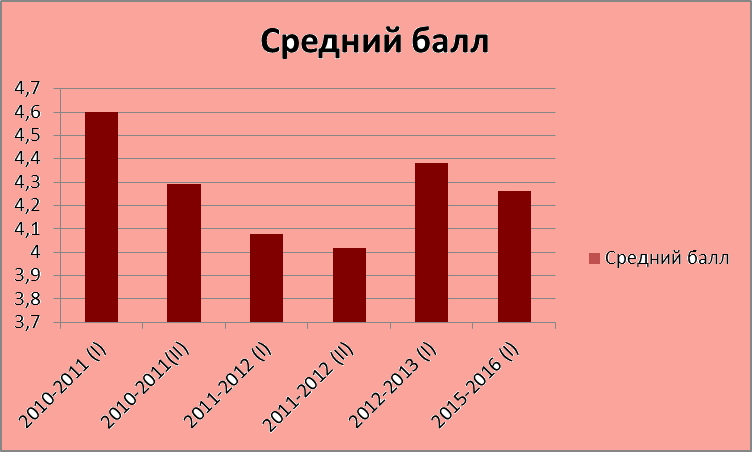 Средний балл
4,7
4,6
4,5
4,4
4,3
4,2
4,1
4
3,9
3,8
3,7
2010-2011 (I)
2010-2011(II)
2011-2012 (I)
2011-2012 (II)
2012-2013 (I)
2015-2016 (I)
Средний балл